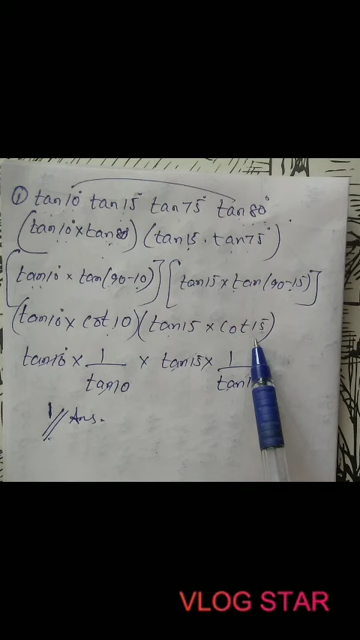 ① tan10° tan15° tan75° tan80°
(tan10° × tan80) (tan15 . tan75°)
[tan10° × tan(90-10)] [tan15 × tan(90-15)]
(tan10° × cot10) (tan15 × cot15)
tan10° × 1/tan10 × tan15 × 1/tan1
1// Ans.
VLOG STAR